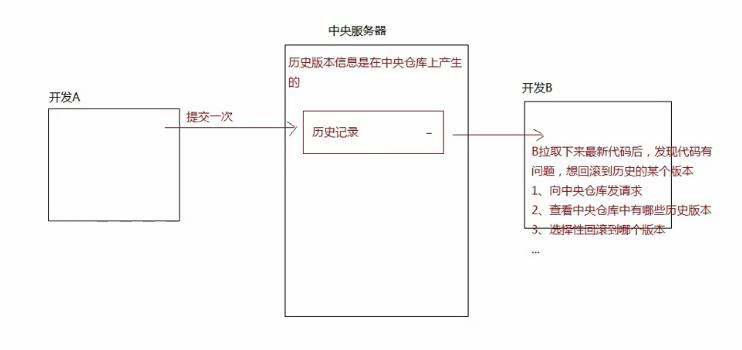 中央服务器
历史版本信息是在中央仓库上产生
的
开发A
提交一次
历史记录
开发B
B拉取下来最新代码后，发现代码有
问题，想回滚到历史的某个版本
1、向中央仓库发请求
2、查看中央仓库中有哪些历史版本
3、选择性回滚到哪个版本
...